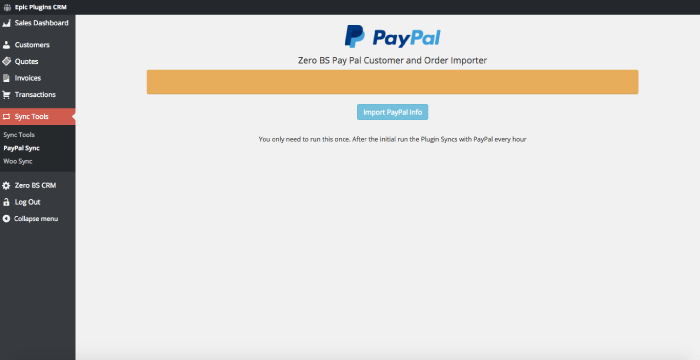 Epic Plugins CRM
Sales Dashboard
Customers
Quotes
Invoices
Transactions
Sync Tools
Sync Tools
PayPal Sync
Woo Sync
Zero BS CRM
Log Out
Collapse menu
PayPal
Zero BS Pay Pal Customer and Order Importer
Import PayPal Info
You only need to run this once. After the initial run the Plugin Syncs with PayPal every hour